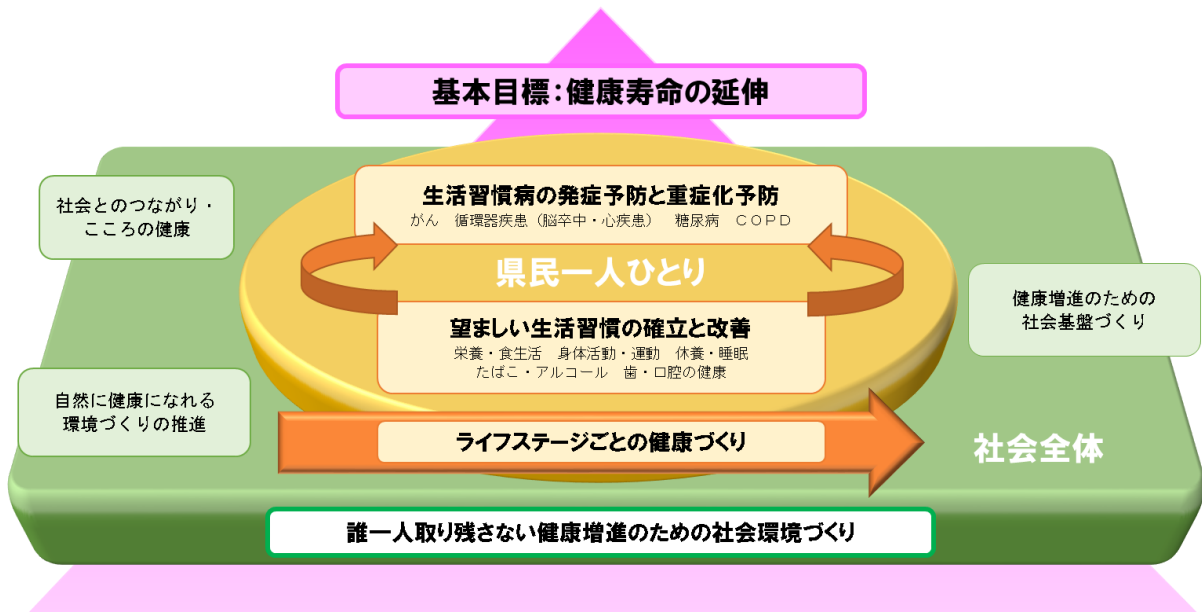 基本目標：健康寿命の延伸
生活習慣病の発症予防と重症化予防
がん　循環器疾患（脳卒中・心疾患）　糖尿病　ＣＯＰＤ
社会とのつながり・
こころの健康
県民一人ひとり
健康増進のための
社会基盤づくり
望ましい生活習慣の確立と改善
栄養・食生活　身体活動・運動　休養・睡眠
たばこ・アルコール　歯・口腔の健康
自然に健康になれる
環境づくりの推進
ライフステージごとの健康づくり
社会全体
誰一人取り残さない健康増進のための社会環境づくり